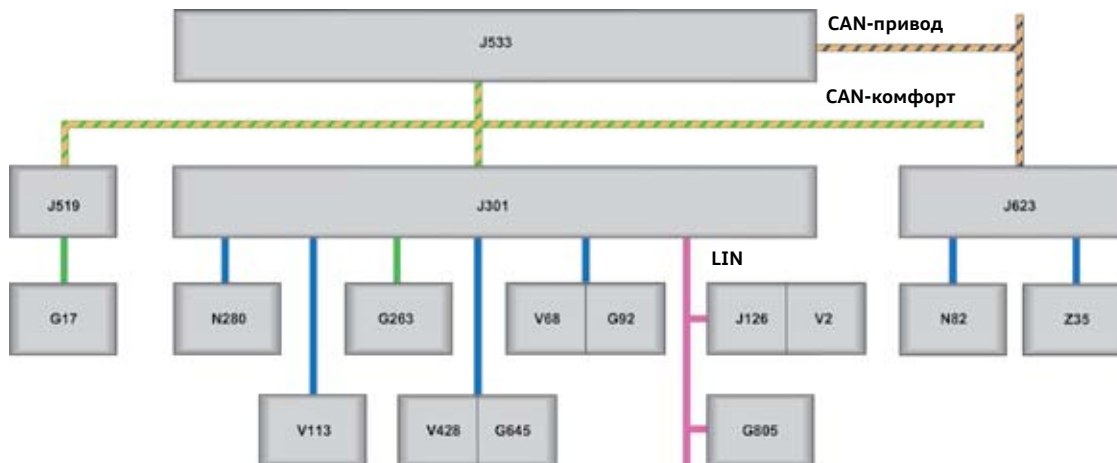 CAN-привод
J533
CAN-комфорт
J519
J301
J623
LIN
G17
N280
G263
V68
G92
J126
V2
N82
Z35
V113
V428
G645
G805